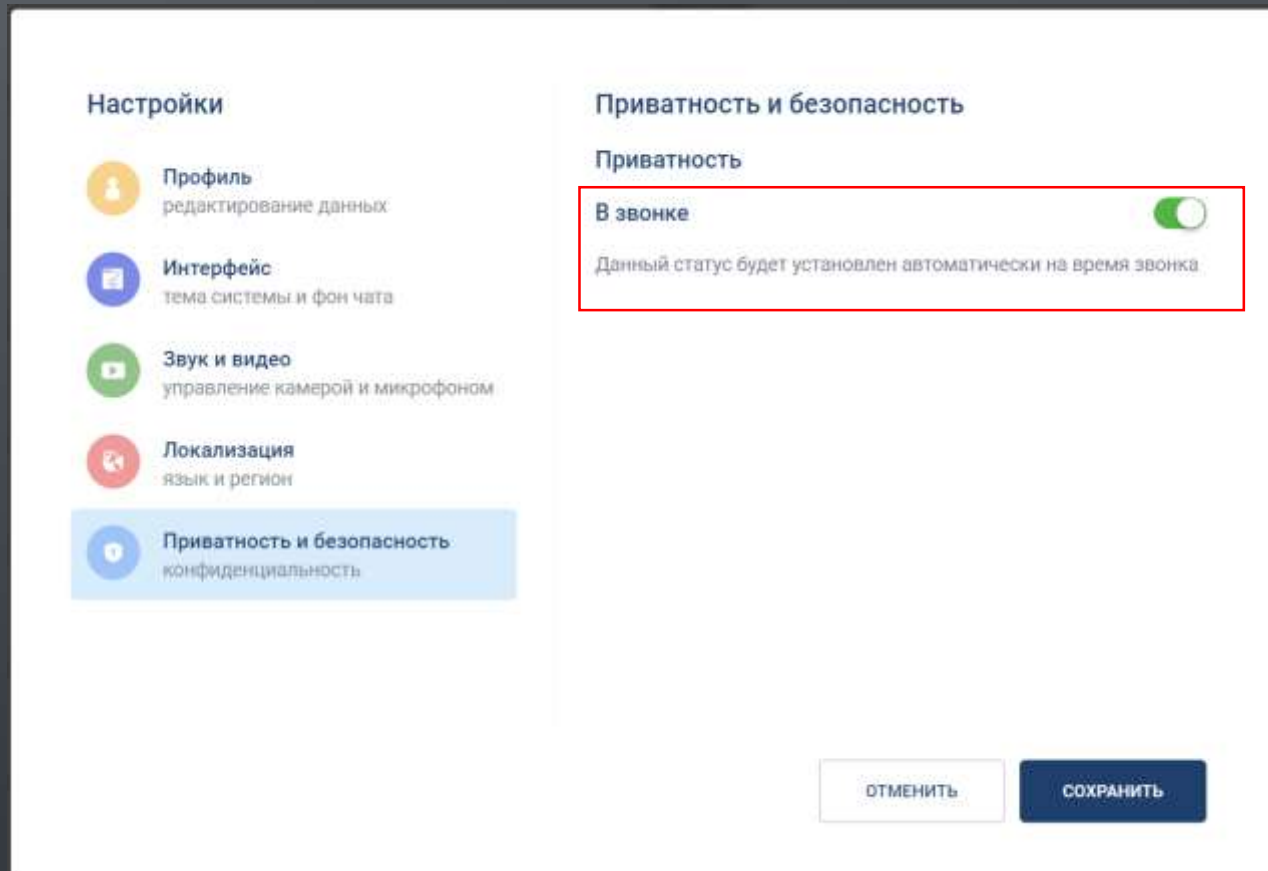 Настройки
Профиль
редактирование данных
Интерфейс
тема системы и фон чата
Звук и видео
управление камерой и микрофоном
Локализация
язык и регион
Приватность и безопасность
конфиденциальность
Приватность и безопасность
Приватность
В звонке
Данный статус будет установлен автоматически на время звонка
ОТМЕНИТЬ
СОХРАНИТЬ